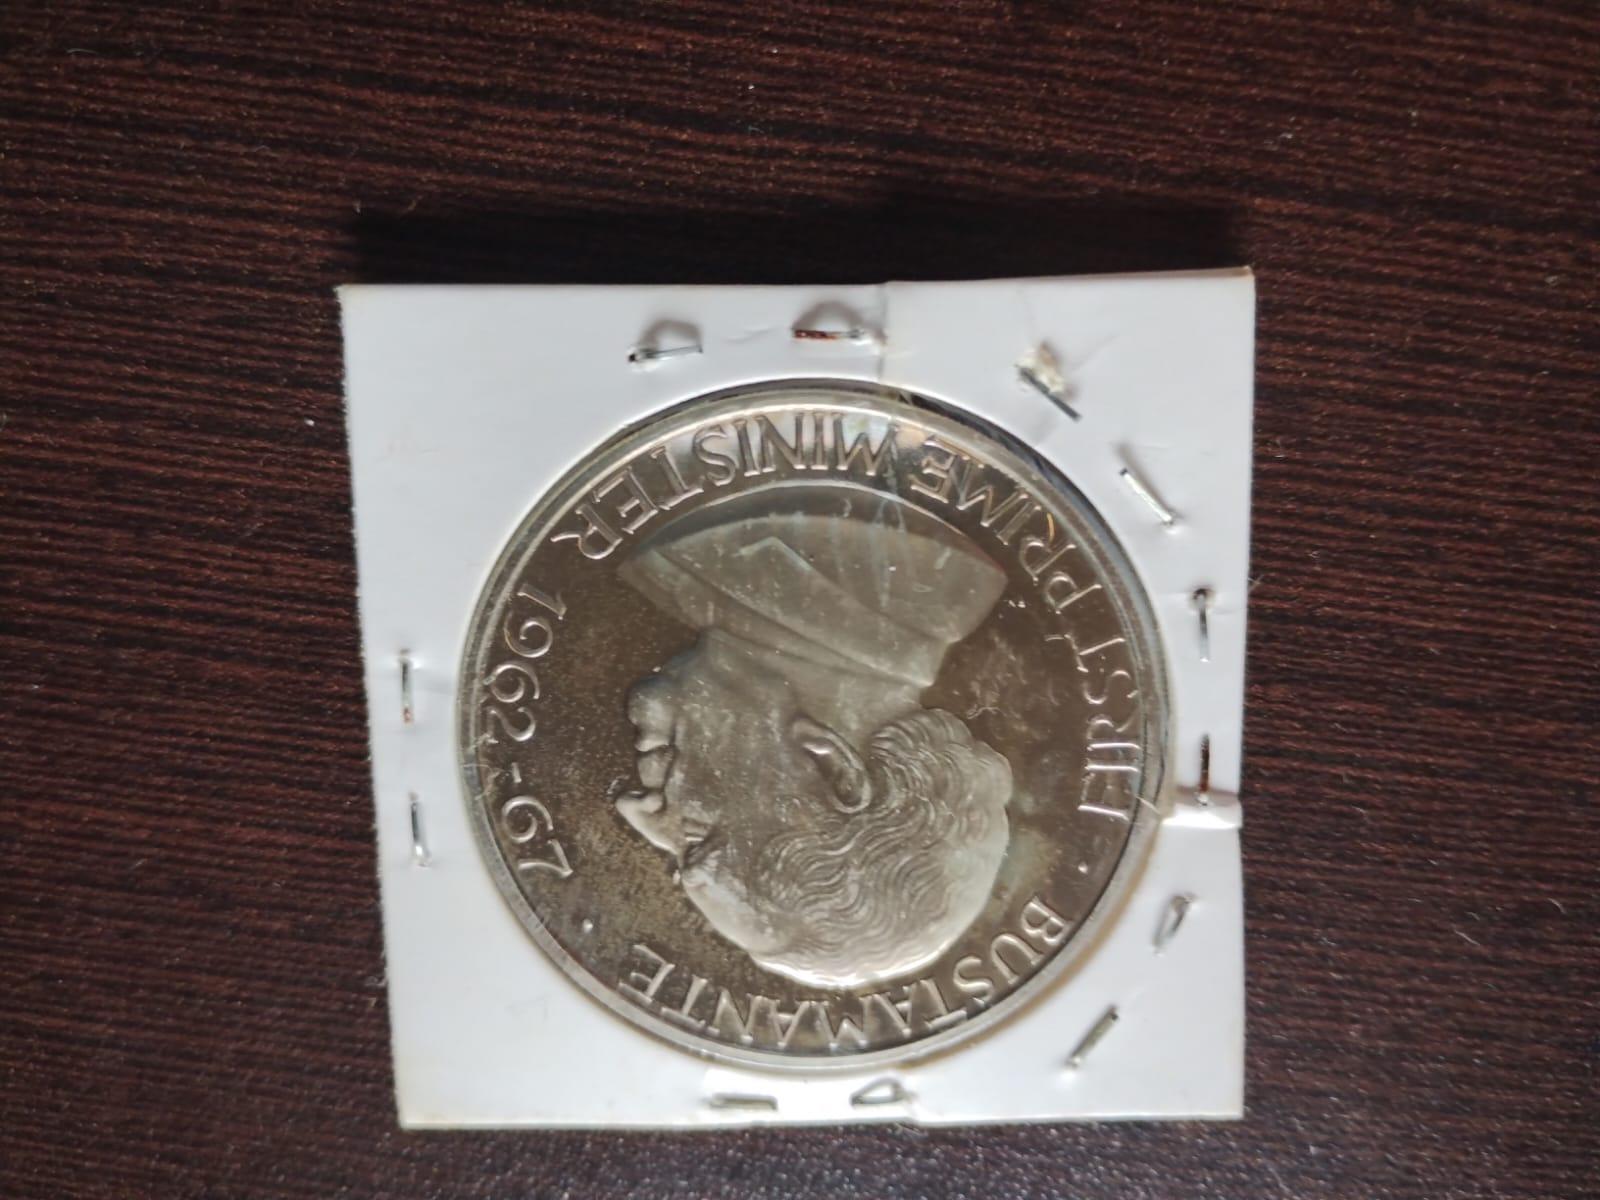 BUSTAMANTE
· FIRST PRIME MINISTER 1962-67 ·